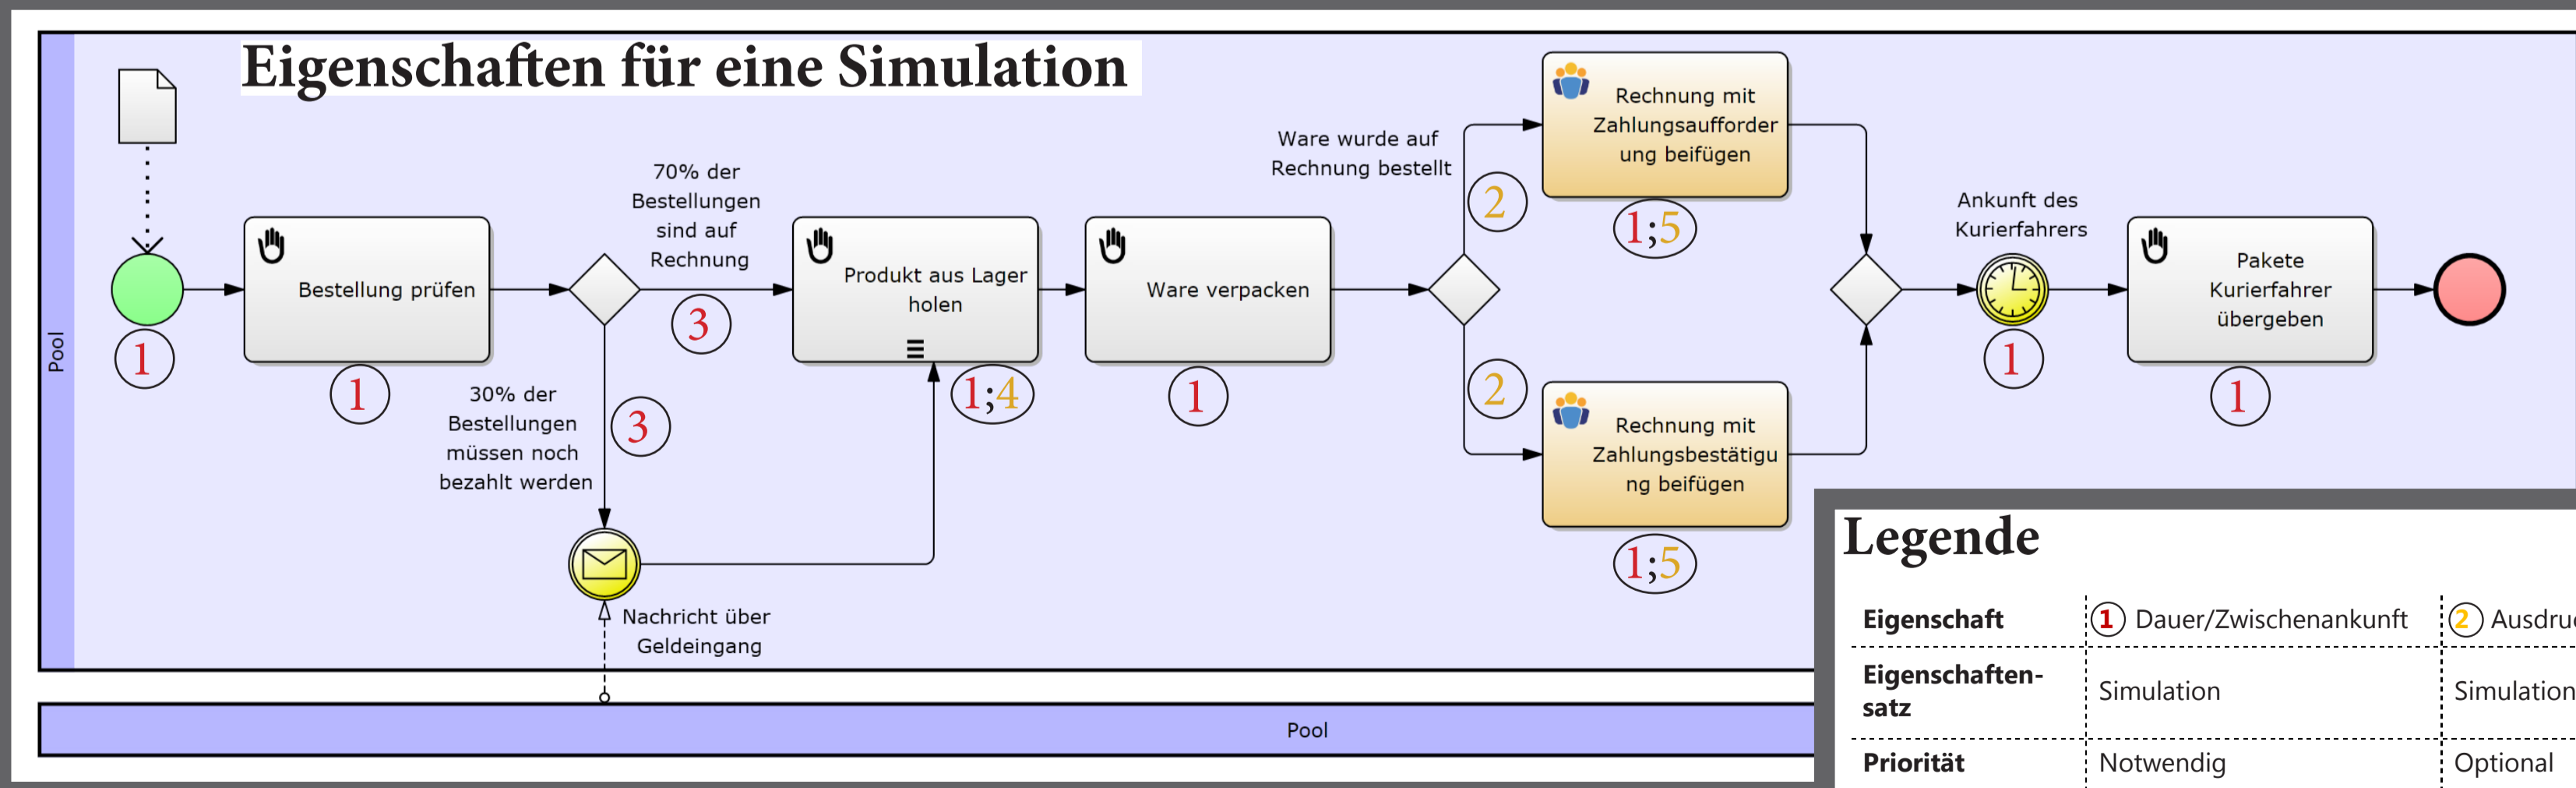 Eigenschaften für eine Simulation
Pool
1
Bestellung prüfen
1
70% der
Bestellungen
sind auf
Rechnung
3
30% der
Bestellungen
müssen noch
bezahlt werden
3
Nachricht über
Geldeingang
Produkt aus Lager
holen
1;4
Ware verpacken
1
Ware wurde auf
Rechnung bestellt
2
2
Rechnung mit
Zahlungsaufforder
ung beifügen
1;5
Rechnung mit
Zahlungsbestätigu
ng beifügen
1;5
Ankunft des
Kurierfahrers
1
Pakete
Kurierfahrer
übergeben
1
Pool
Legende
Eigenschaft 1 Dauer/Zwischenankunft 2
Eigenschaften-
satz Simulation Simulation
Priorität Notwendig Optional